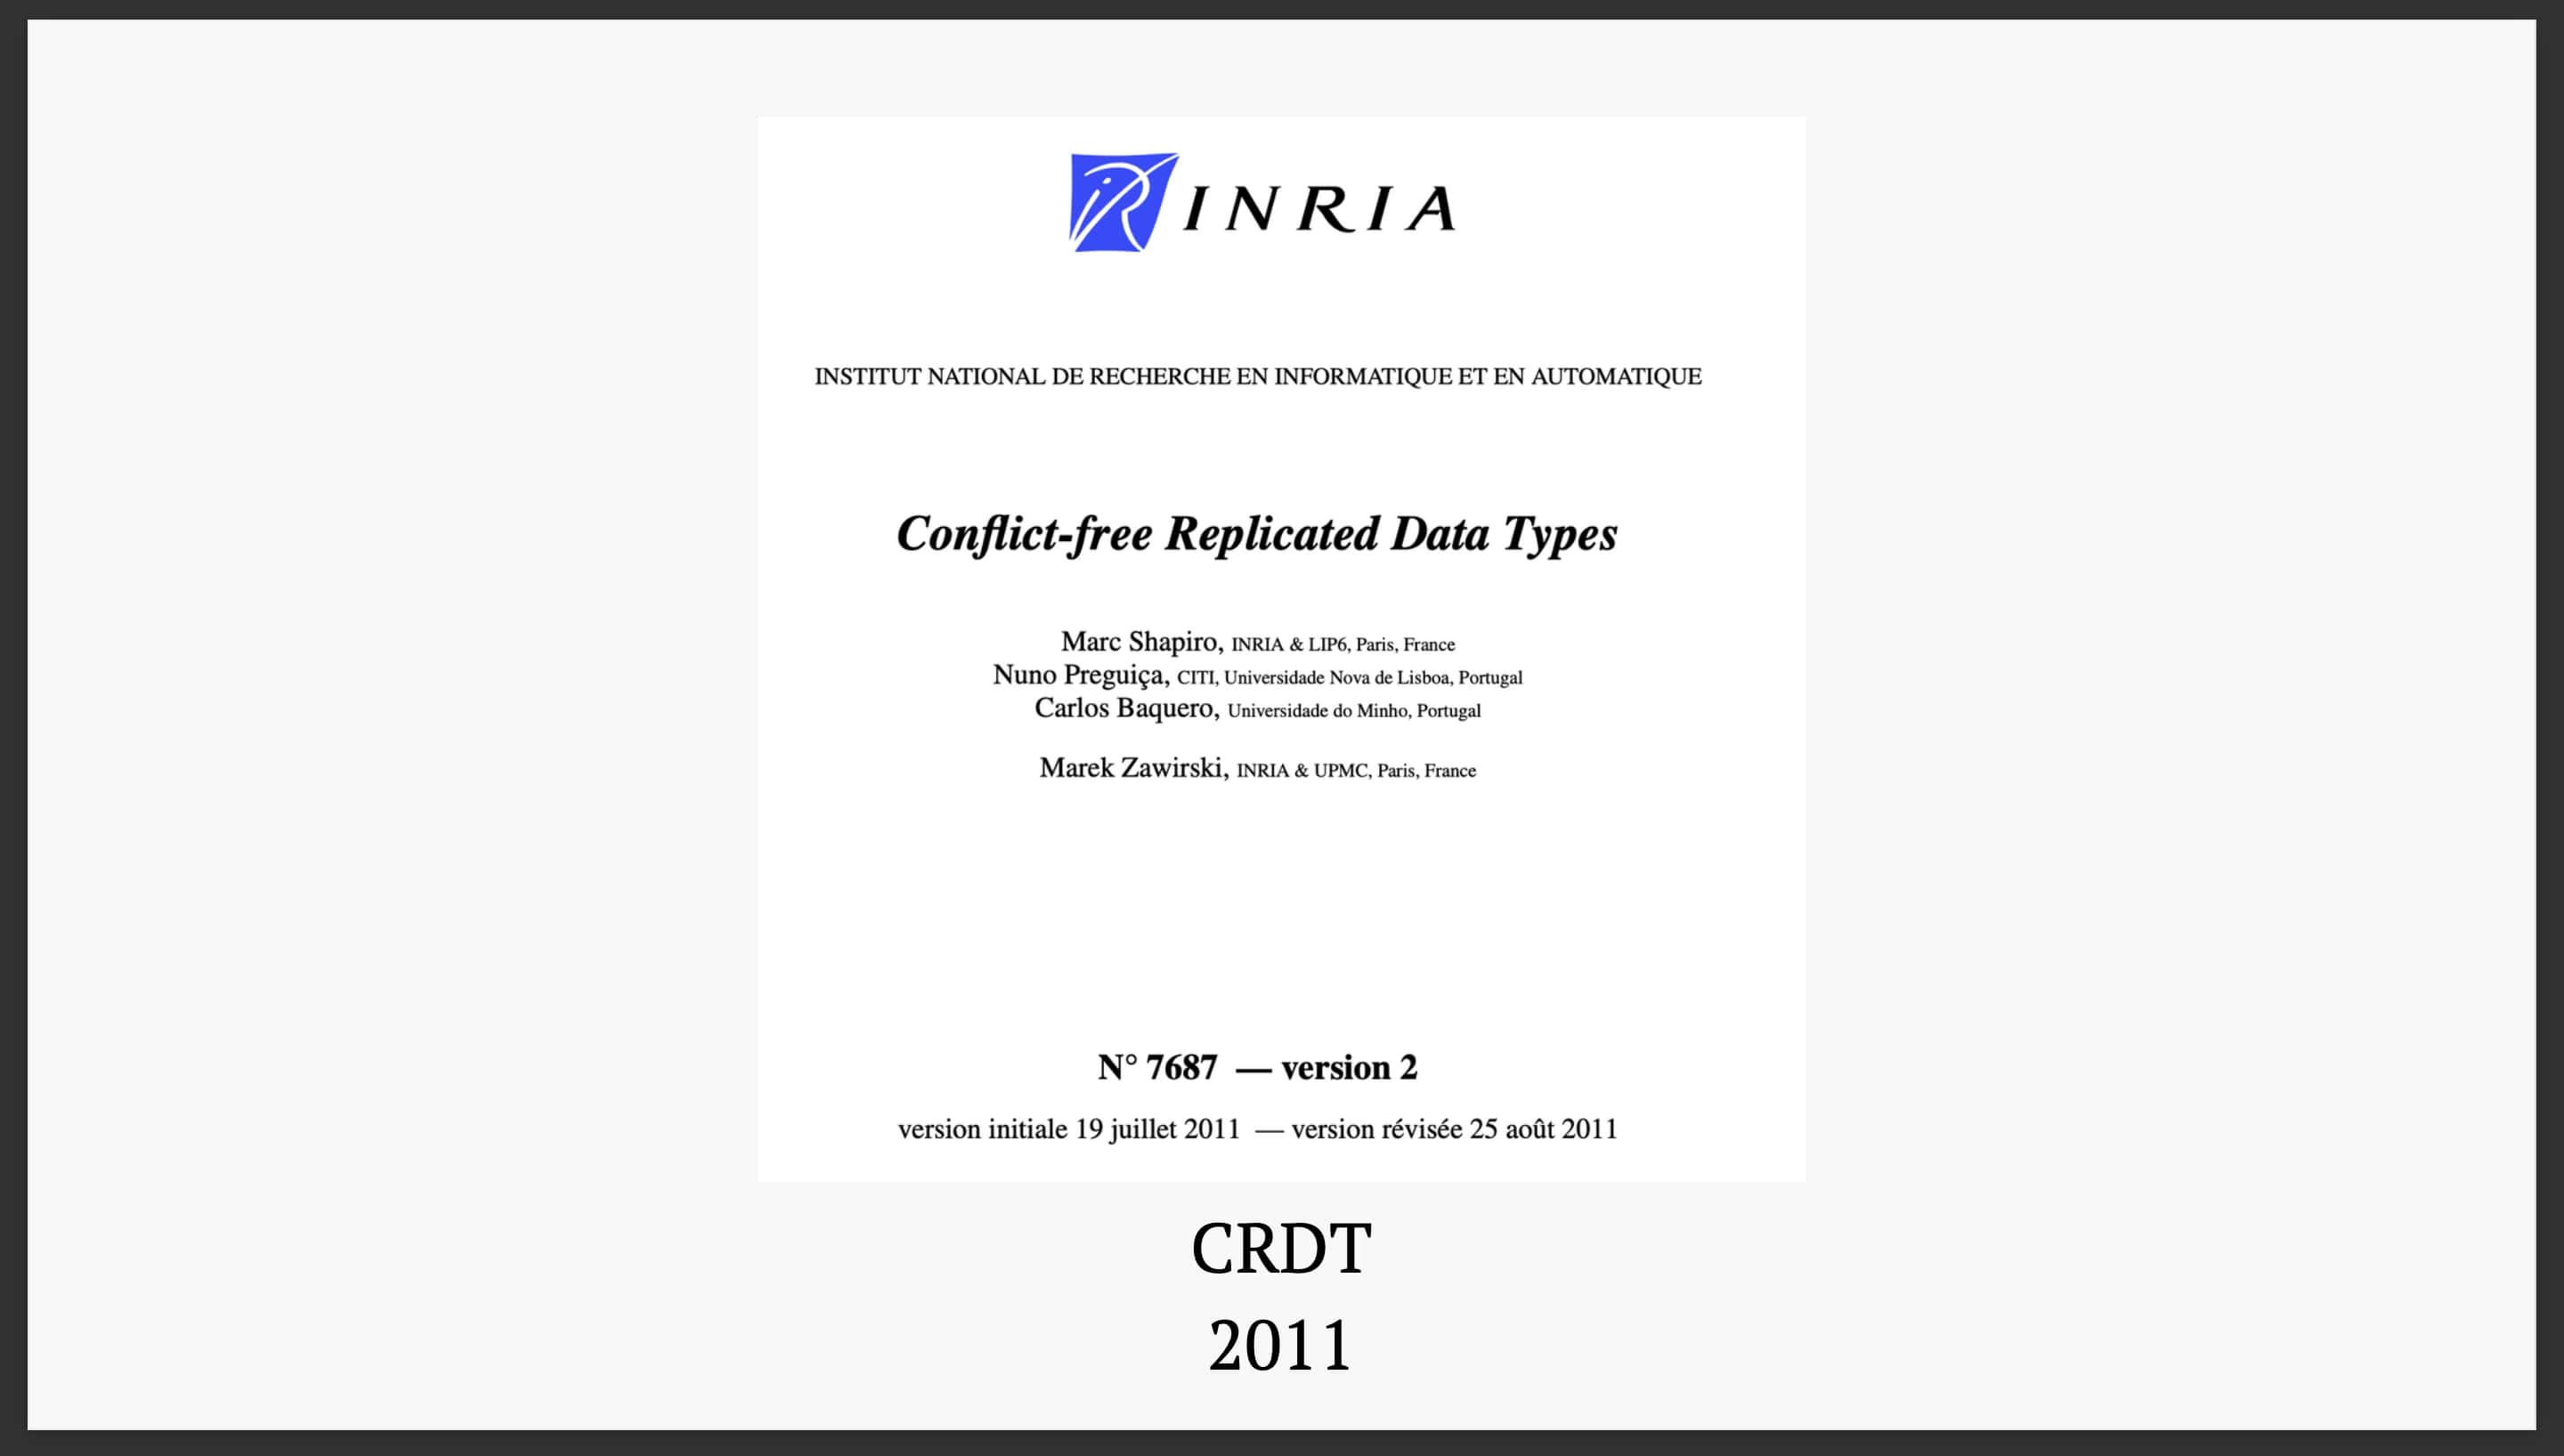 INRIA
INSTITUT NATIONAL DE RECHERCHE EN INFORMATIQUE ET EN AUTOMATIQUE
Conflict-free Replicated Data Types
Marc Shapiro, INRIA & LIP6, Paris, France
Nuno Preguiça, CITI, Universidade Nova de Lisboa, Portugal
Carlos Baquero, Universidade do Minho, Portugal
Marek Zawirski, INRIA & UPMC, Paris, France
N° 7687 — version 2
version initiale 19 juillet 2011 — version révisée 25 août 2011
CRDT
2011